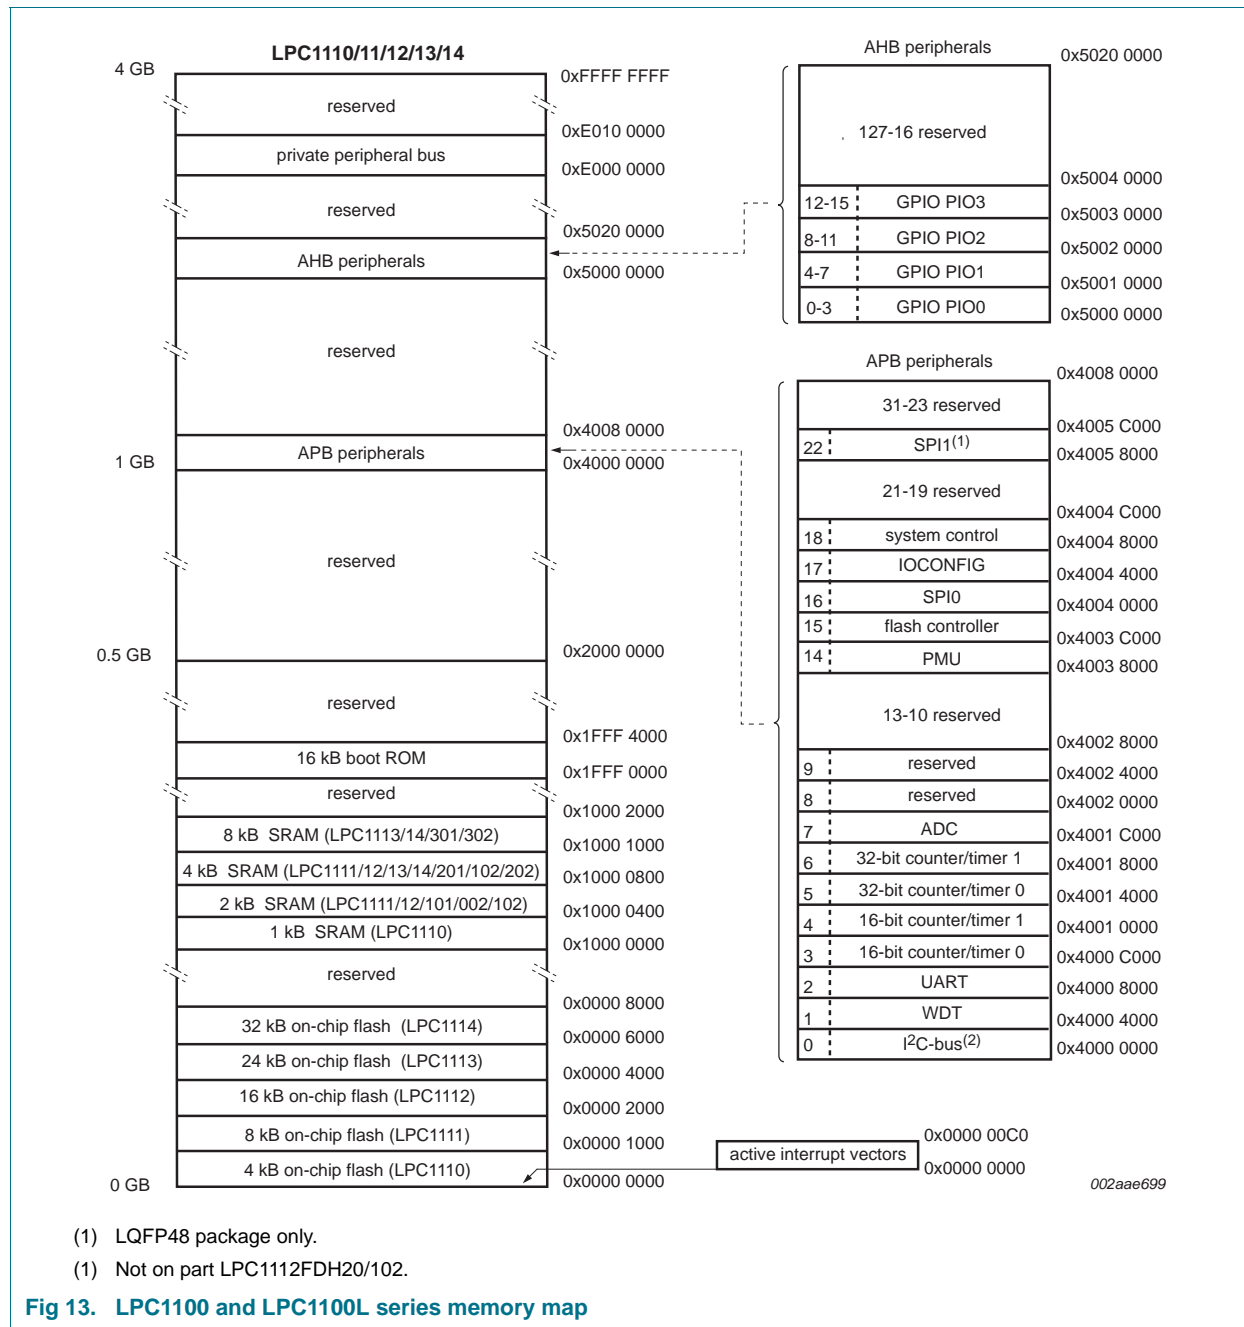 LPC1110/11/12/13/14
4 GB
0xFFFF FFFF
reserved
0xE010 0000
private peripheral bus
0xE000 0000
reserved
0x5020 0000
AHB peripherals
0x5000 0000
reserved
0x4008 0000
APB peripherals
1 GB
0x4000 0000
reserved
0.5 GB
0x2000 0000
reserved
0x1FFF 4000
16 kB boot ROM
0x1FFF 0000
reserved
0x1000 2000
8 kB SRAM (LPC1113/14/301/302)
0x1000 1000
4 kB SRAM (LPC1111/12/13/14/201/102/202)
0x1000 0800
2 kB SRAM (LPC1111/12/101/002/102)
0x1000 0400
1 kB SRAM (LPC1110)
0x1000 0000
reserved
0x0000 8000
32 kB on-chip flash (LPC1114)
0x0000 6000
24 kB on-chip flash (LPC1113)
0x0000 4000
16 kB on-chip flash (LPC1112)
0x0000 2000
8 kB on-chip flash (LPC1111)
0x0000 1000
4 kB on-chip flash (LPC1110)
0 GB
0x0000 0000
AHB peripherals
0x5020 0000
127-16 reserved
0x5004 0000
12-15 GPIO PIO3
0x5003 0000
8-11 GPIO PIO2
0x5002 0000
4-7 GPIO PIO1
0x5001 0000
0-3 GPIO PIO0
0x5000 0000
APB peripherals
0x4008 0000
31-23 reserved
0x4005 C000
22 SPI1(1)
0x4005 8000
21-19 reserved
0x4004 C000
18 system control
0x4004 8000
17 IOCONFIG
0x4004 4000
16 SPI0
0x4004 0000
15 flash controller
0x4003 C000
14 PMU
0x4003 8000
13-10 reserved
0x4002 8000
9 reserved
0x4002 4000
8 reserved
0x4002 0000
7 ADC
0x4001 C000
6 32-bit counter/timer 1
0x4001 8000
5 32-bit counter/timer 0
0x4001 4000
4 16-bit counter/timer 1
0x4001 0000
3 16-bit counter/timer 0
0x4000 C000
2 UART
0x4000 8000
1 WDT
0x4000 4000
0 I2C-bus(2)
0x4000 0000
0x0000 00C0
active interrupt vectors
0x0000 0000
002aae699
(1) LQFP48 package only.
(1) Not on part LPC1112FDH20/102.
Fig 13. LPC1100 and LPC1100L series memory map